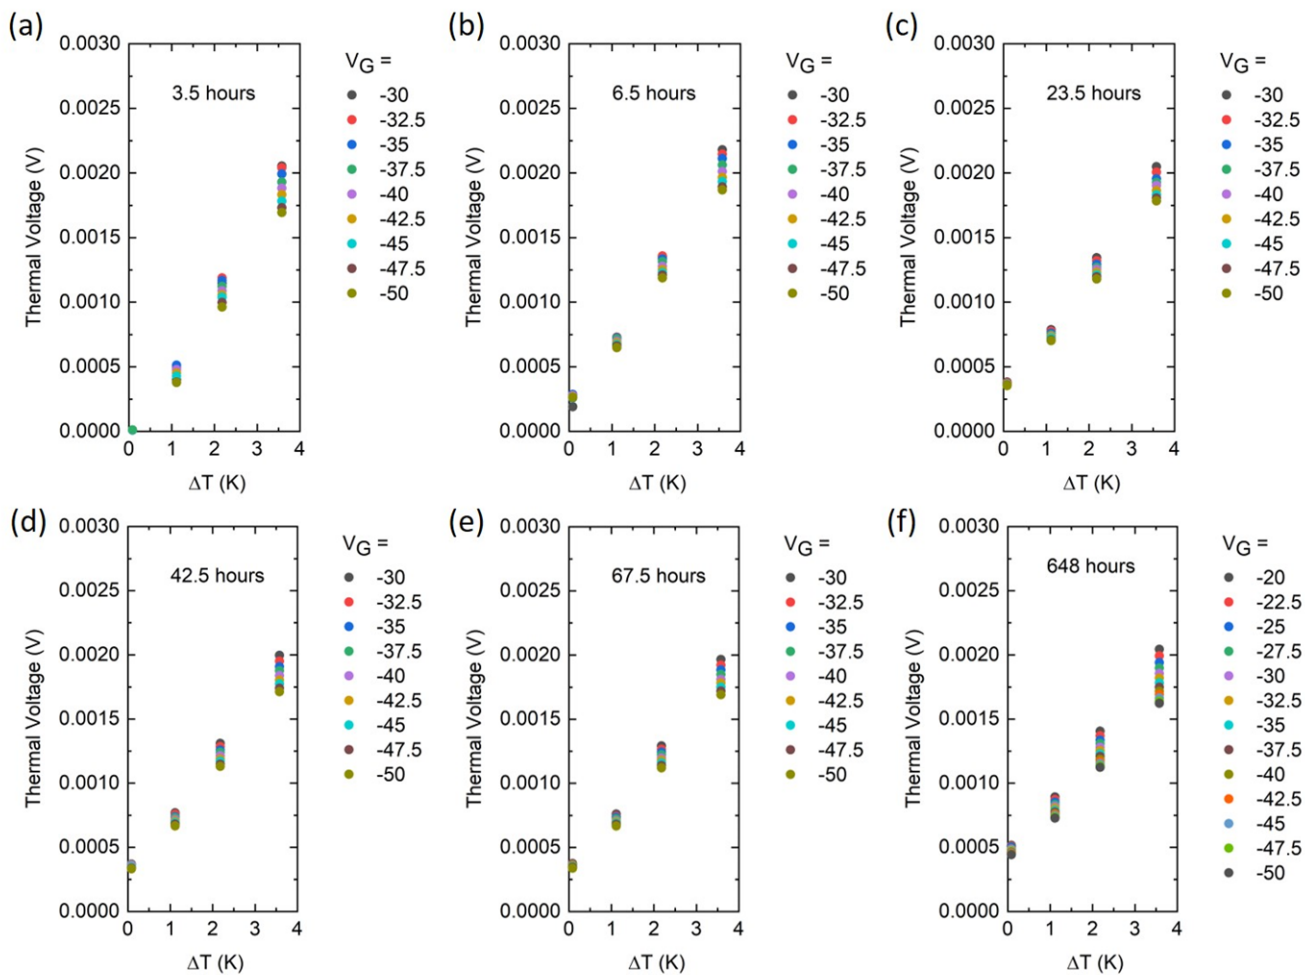 (a)
0.0030
0.0025
0.0020
0.0015
0.0010
0.0005
0.0000
Thermal Voltage (V)
3.5 hours
0 1 2 3 4
ΔT (K)
V_G =
-30
-32.5
-35
-37.5
-40
-42.5
-45
-47.5
-50
(b)
0.0030
0.0025
0.0020
0.0015
0.0010
0.0005
0.0000
Thermal Voltage (V)
6.5 hours
0 1 2 3 4
ΔT (K)
V_G =
-30
-32.5
-35
-37.5
-40
-42.5
-45
-47.5
-50
(c)
0.0030
0.0025
0.0020
0.0015
0.0010
0.0005
0.0000
Thermal Voltage (V)
23.5 hours
0 1 2 3 4
ΔT (K)
V_G =
-30
-32.5
-35
-37.5
-40
-42.5
-45
-47.5
-50
(d)
0.0030
0.0025
0.0020
0.0015
0.0010
0.0005
0.0000
Thermal Voltage (V)
42.5 hours
0 1 2 3 4
ΔT (K)
V_G =
-30
-32.5
-35
-37.5
-40
-42.5
-45
-47.5
-50
(e)
0.0030
0.0025
0.0020
0.0015
0.0010
0.0005
0.0000
Thermal Voltage (V)
67.5 hours
0 1 2 3 4
ΔT (K)
V_G =
-30
-32.5
-35
-37.5
-40
-42.5
-45
-47.5
-50
(f)
0.0030
0.0025
0.0020
0.0015
0.0010
0.0005
0.0000
Thermal Voltage (V)
648 hours
0 1 2 3 4
ΔT (K)
V_G =
-20
-22.5
-25
-27.5
-30
-32.5
-35
-37.5
-40
-42.5
-45
-47.5
-50